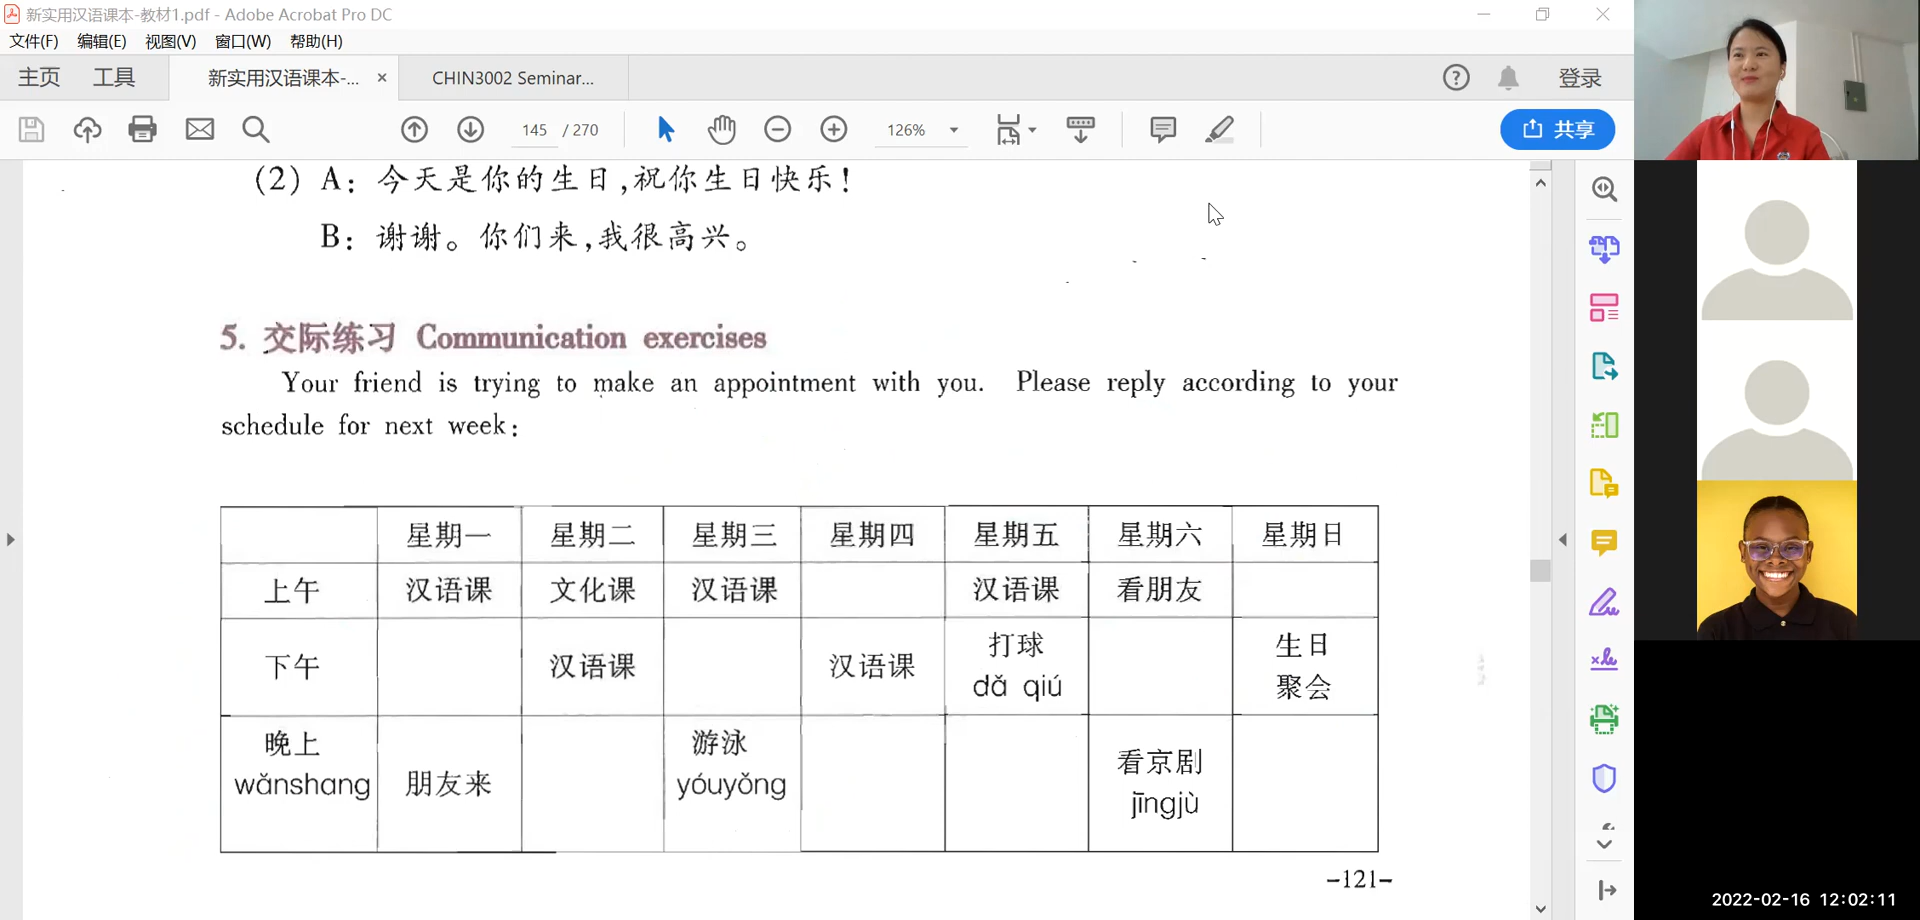 新实用汉语课本-教材1.pdf - Adobe Acrobat Pro DC
文件(F) 编辑(E) 视图(V) 窗口(W) 帮助(H)
主页 工具 新实用汉语课本-... × CHIN3002 Seminar... 登录
145 / 270 126% 共享
(2) A: 今天是你的生日,祝你生日快乐!
B: 谢谢。你们来,我很高兴。
5. 交际练习 Communication exercises
Your friend is trying to make an appointment with you. Please reply according to your
schedule for next week:
星期一 星期二 星期三 星期四 星期五 星期六 星期日
上午 汉语课 文化课 汉语课 汉语课 看朋友
下午 汉语课 汉语课 打球 dǎ qiú 生日聚会
晚上 wǎnshang 朋友来 游泳 yóuyǒng 看京剧 jīngjù
-121-
2022-02-16 12:02:11